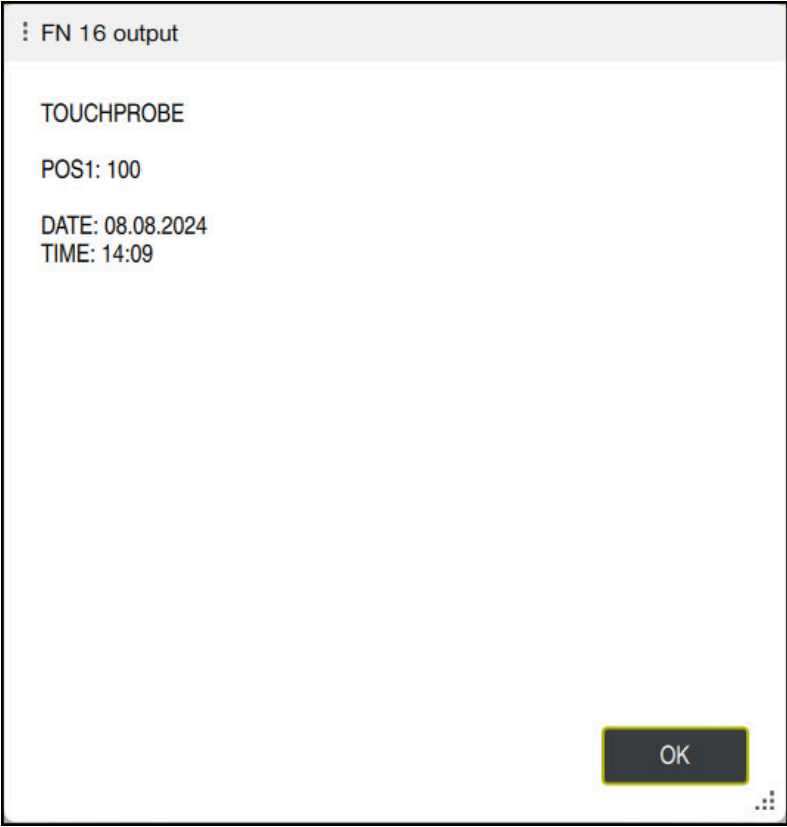 FN 16 output
TOUCHPROBE
POS1: 100
DATE: 08.08.2024
TIME: 14:09
OK